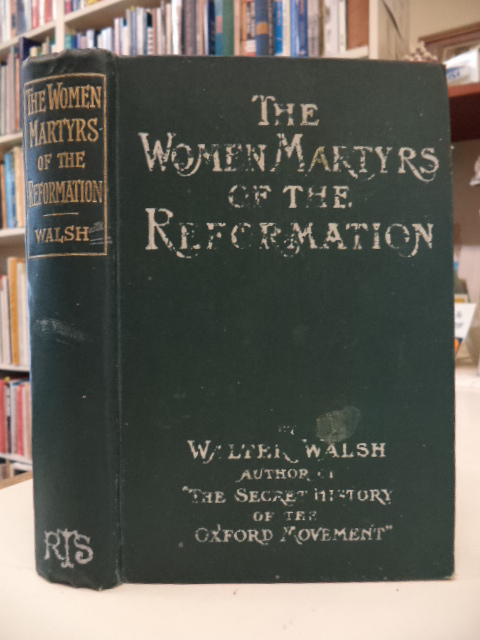 THE WOMEN
MARTYRS
OF THE
REFORMATION
WALSH
RTS
THE
WOMEN MARTYRS
OF THE
REFORMATION
BY
WALTER WALSH
AUTHOR OF
"THE SECRET HISTORY
OF THE
OXFORD MOVEMENT"